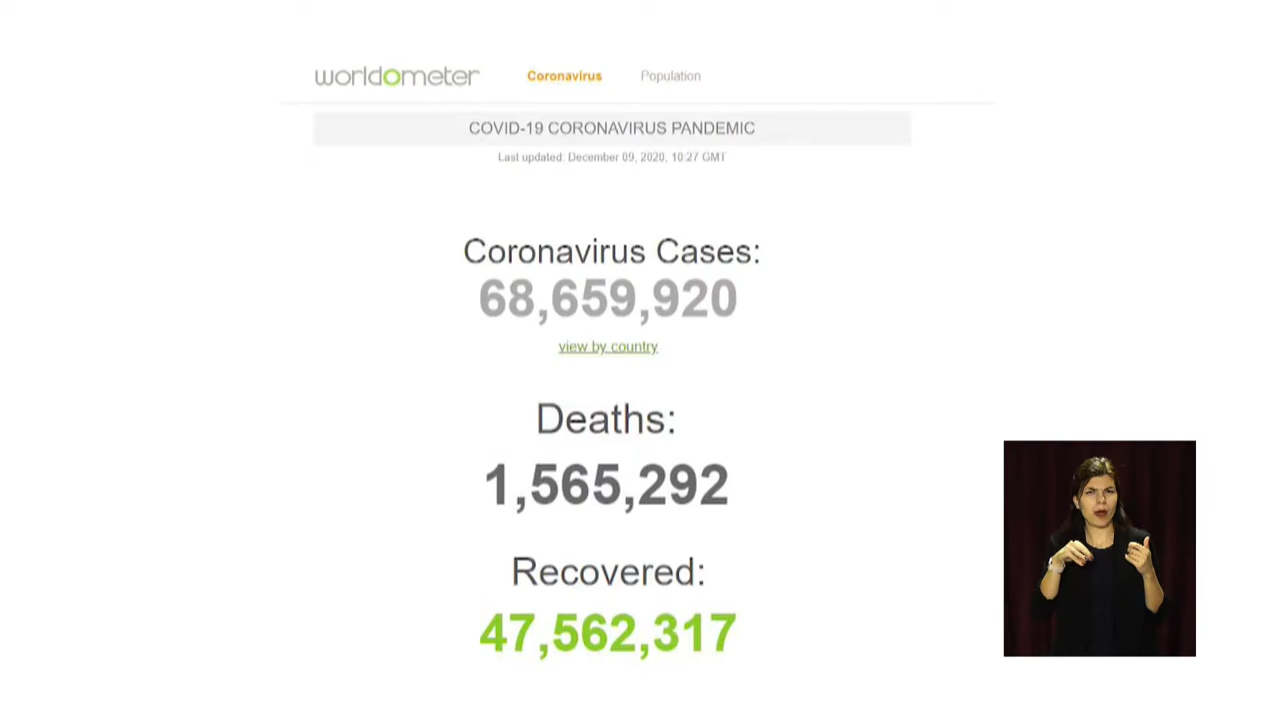 worldometer Coronavirus Population
COVID-19 CORONAVIRUS PANDEMIC
Last updated: December 09, 2020, 10:27 GMT
Coronavirus Cases:
68,659,920
view by country
Deaths:
1,565,292
Recovered:
47,562,317